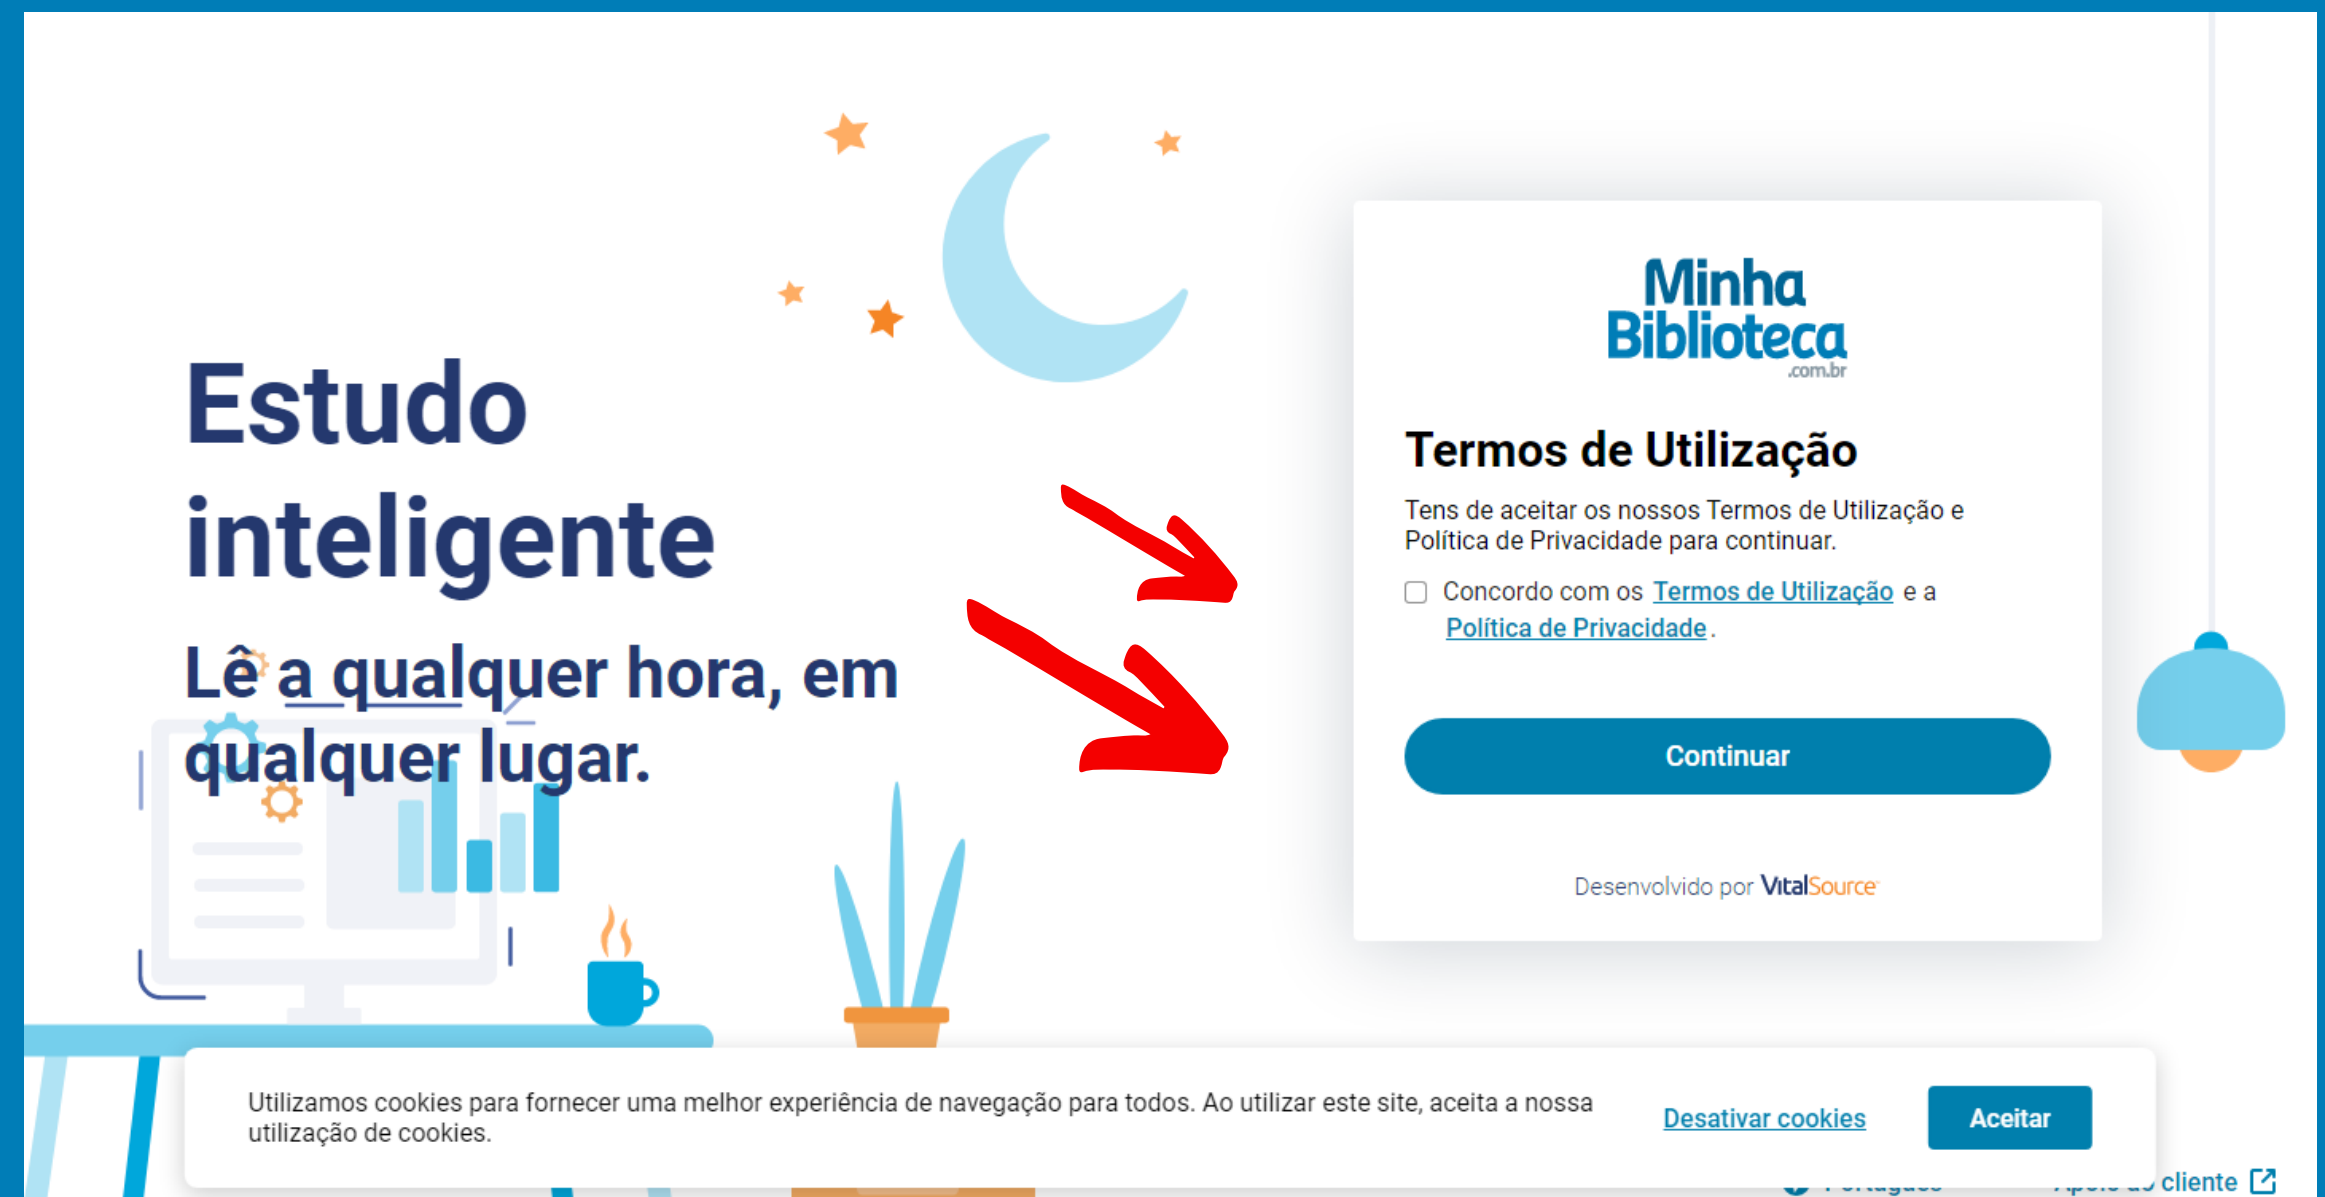 Estudo
inteligente
Lê a qualquer hora, em
qualquer lugar.
Minha
Biblioteca
.com.br
Termos de Utilização
Tens de aceitar os nossos Termos de Utilização e
Política de Privacidade para continuar.
Concordo com os Termos de Utilização e a
Política de Privacidade.
Continuar
Desenvolvido por VitalSource
Utilizamos cookies para fornecer uma melhor experiência de navegação para todos. Ao utilizar este site, aceita a nossa
utilização de cookies.
Desativar cookies
Aceitar
cliente